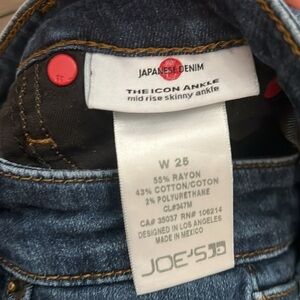 JAPANESE DENIM
THE ICON ANKLE
mid rise skinny ankle
W 25
55% RAYON
43% COTTON/COTON
2% POLYURETHANE
CL#347M
CA# 35037 RN# 106214
DESIGNED IN LOS ANGELES
MADE IN MEXICO
JOE'S